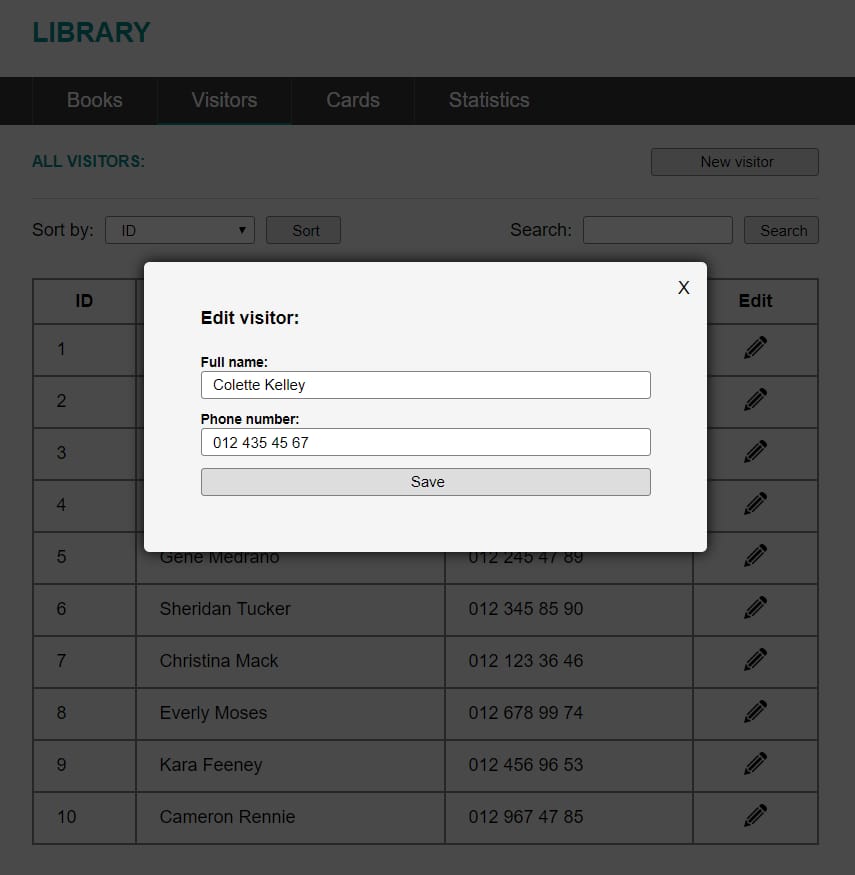 LIBRARY
Books Visitors Cards Statistics
ALL VISITORS: New visitor
Sort by: ID Sort Search: Search
X
Edit visitor:
Full name:
Colette Kelley
Phone number:
012 435 45 67
Save
ID Edit
1
2
3
4
5 Gene Medrano 012 245 47 89
6 Sheridan Tucker 012 345 85 90
7 Christina Mack 012 123 36 46
8 Everly Moses 012 678 99 74
9 Kara Feeney 012 456 96 53
10 Cameron Rennie 012 967 47 85